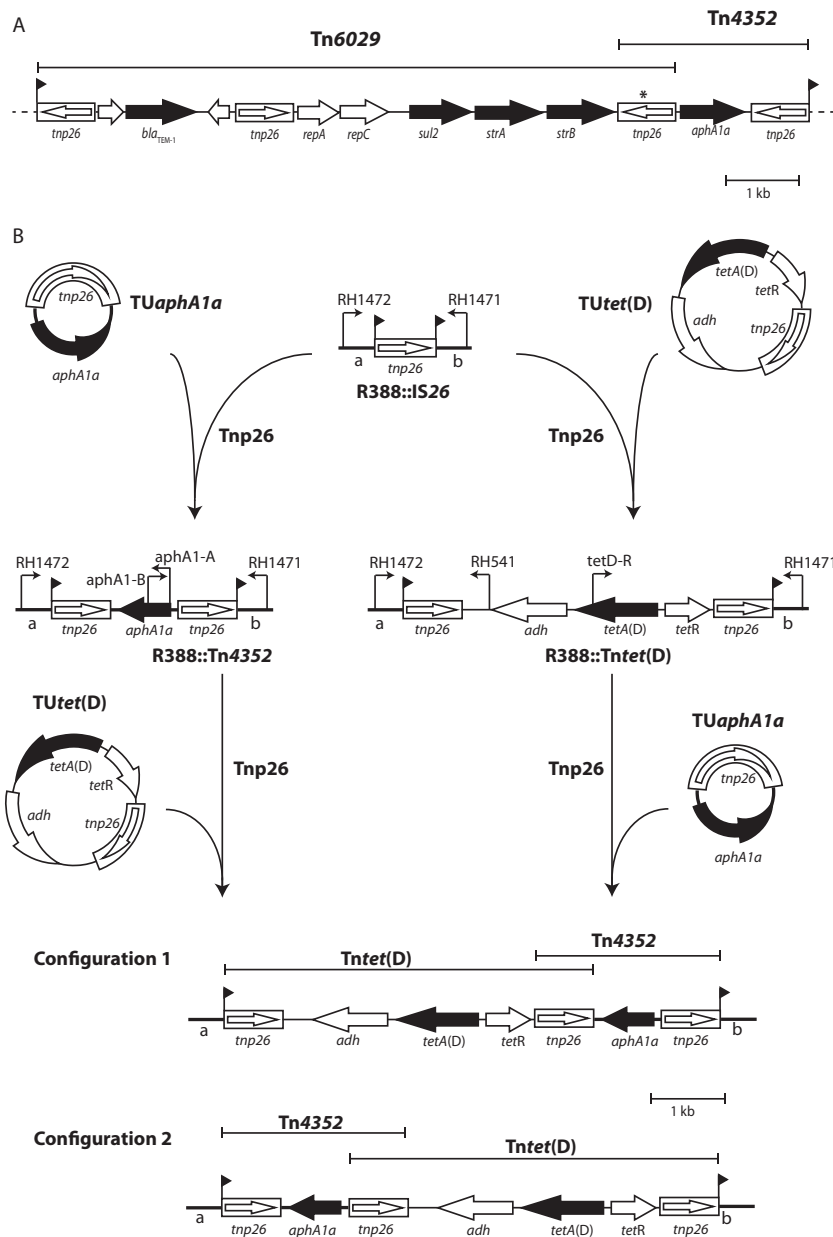 A
Tn4352
Tn6029
*
tnp26 blaTEM-1 tnp26 repA repC sul2 strA strB tnp26 aphA1a tnp26
1 kb
B
tnp26
TUaphA1a
aphA1a
RH1472 RH1471
a tnp26 b
R388::IS26
TUtet(D)
tetA(D)
tetR
adh
tnp26
Tnp26 Tnp26
RH1472 aphA1-A RH1471
aphA1-B
a tnp26 aphA1a tnp26 b
R388::Tn4352
RH1472 RH541 tetD-R RH1471
a tnp26 adh tetA(D) tetR tnp26 b
R388::Tntet(D)
TUtet(D)
tetA(D)
tetR
adh
tnp26
Tnp26 Tnp26
TUaphA1a
tnp26
aphA1a
Configuration 1
Tn4352
Tntet(D)
a tnp26 adh tetA(D) tetR tnp26 aphA1a tnp26 b
1 kb
Configuration 2
Tn4352
Tntet(D)
a tnp26 aphA1a tnp26 adh tetA(D) tetR tnp26 b